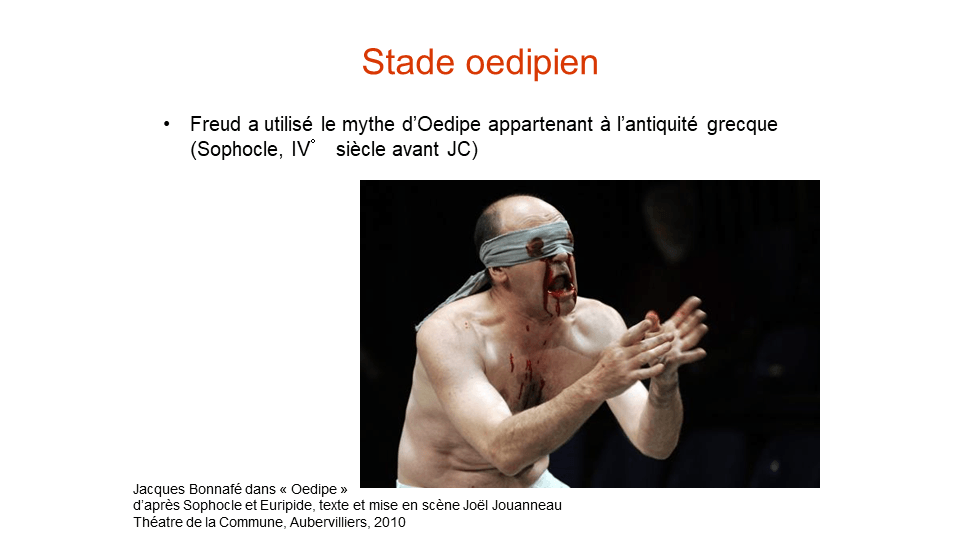 Stade oedipien
• Freud a utilisé le mythe d’Oedipe appartenant à l’antiquité grecque
(Sophocle, IV° siècle avant JC)
Jacques Bonnafé dans « Oedipe »
d’après Sophocle et Euripide, texte et mise en scène Joël Jouanneau
Théatre de la Commune, Aubervilliers, 2010